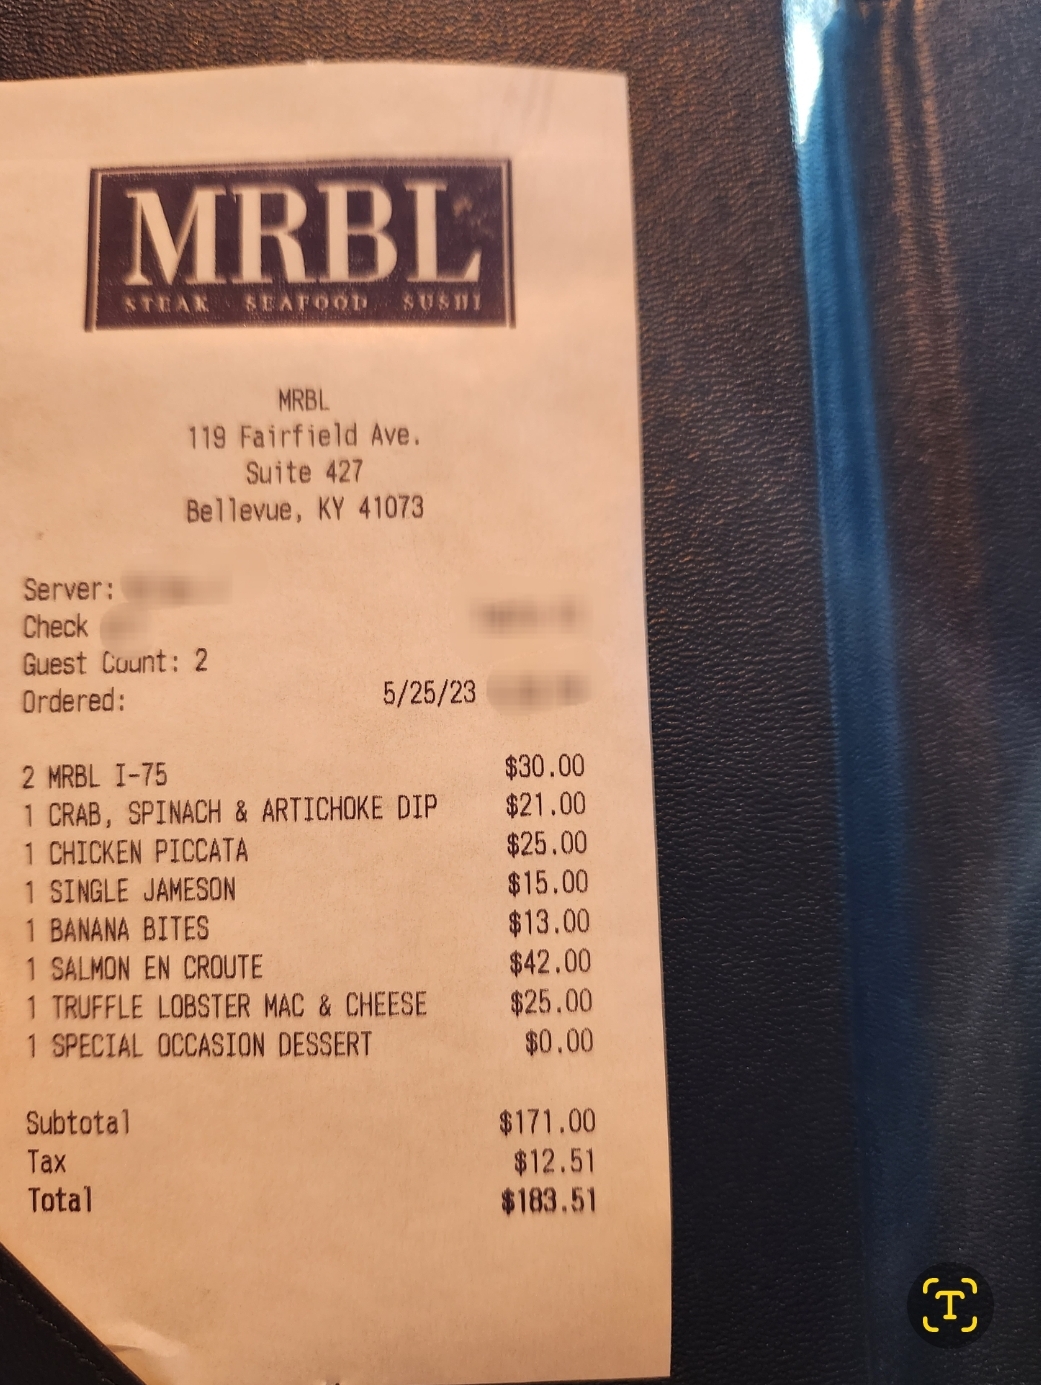 MRBL
STEAK SEAFOOD SUSHI
MRBL
119 Fairfield Ave.
Suite 427
Bellevue, KY 41073
Server:
Check
Guest Count: 2
Ordered: 5/25/23
2 MRBL I-75 $30.00
1 CRAB, SPINACH & ARTICHOKE DIP $21.00
1 CHICKEN PICCATA $25.00
1 SINGLE JAMESON $15.00
1 BANANA BITES $13.00
1 SALMON EN CROUTE $42.00
1 TRUFFLE LOBSTER MAC & CHEESE $25.00
1 SPECIAL OCCASION DESSERT $0.00
Subtotal $171.00
Tax $12.51
Total $183.51